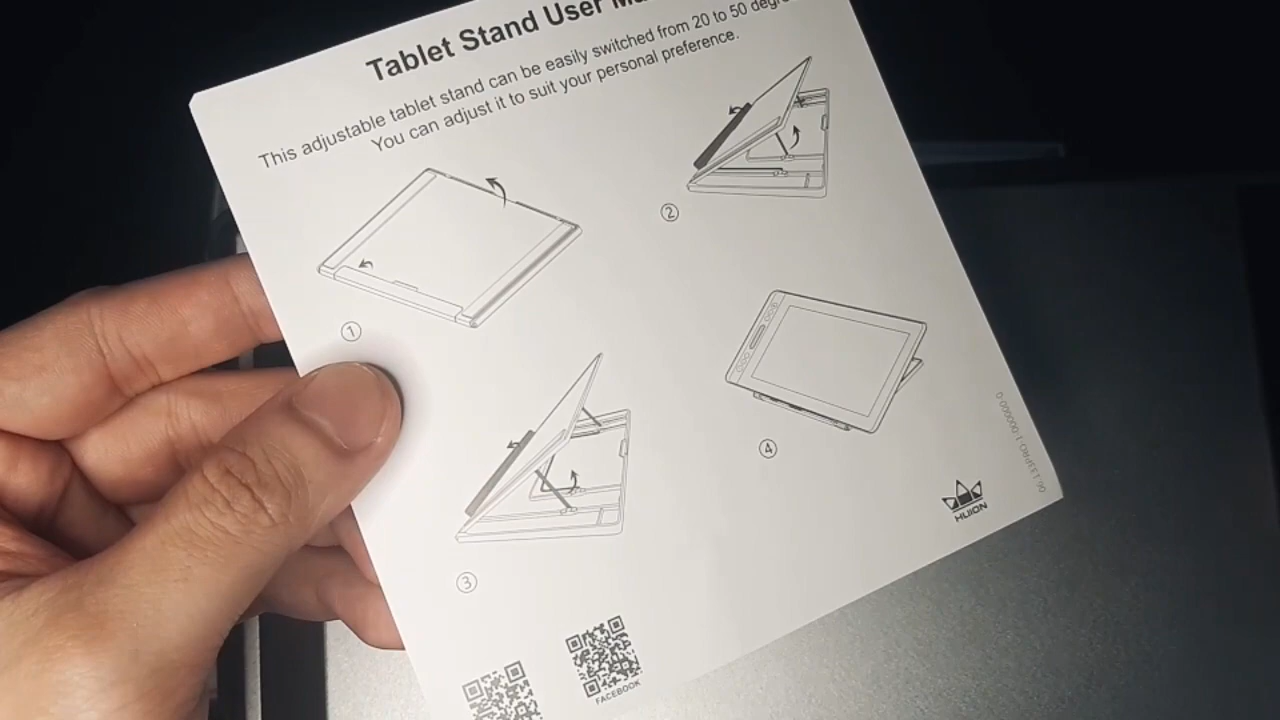 Tablet Stand User
This adjustable tablet stand can be easily switched from 20 to 50
You can adjust it to suit your personal preference.
①
②
③
④
HUION
FACEBOOK